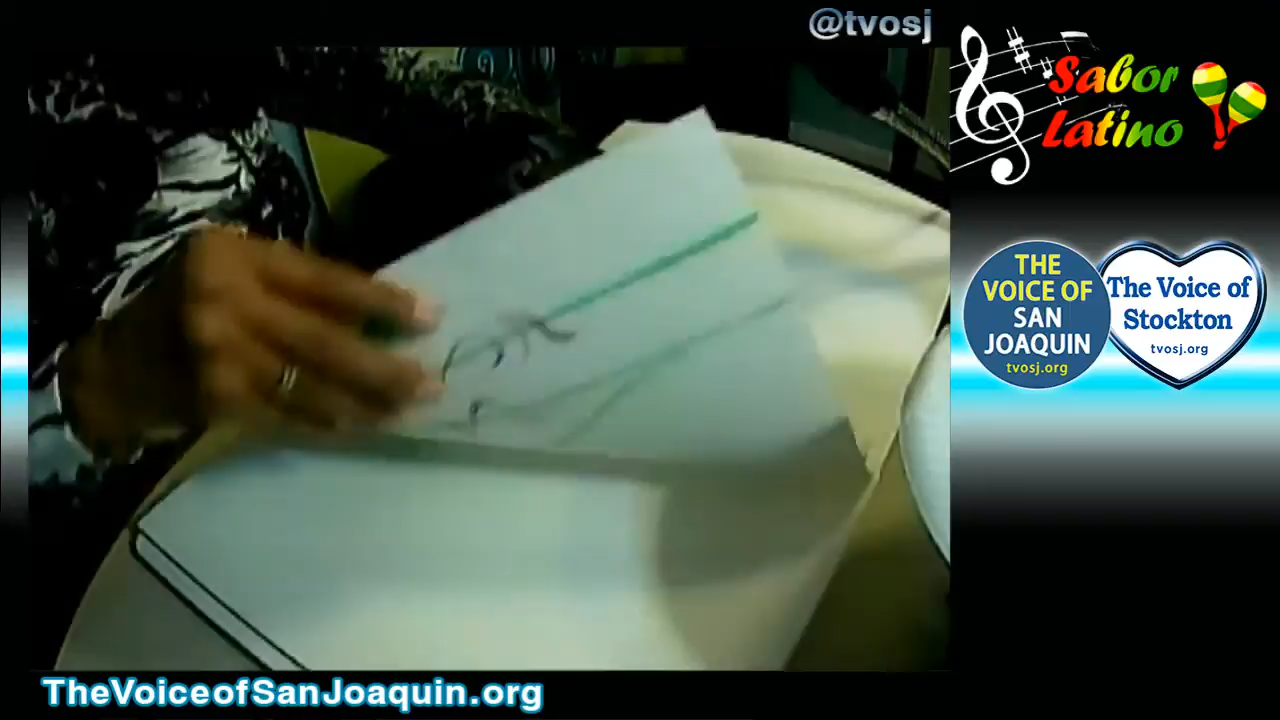 @tvosj
Sabor
Latino
THE
VOICE OF
SAN
JOAQUIN
tvosj.org
The Voice of
Stockton
tvosj.org
TheVoiceofSanJoaquin.org